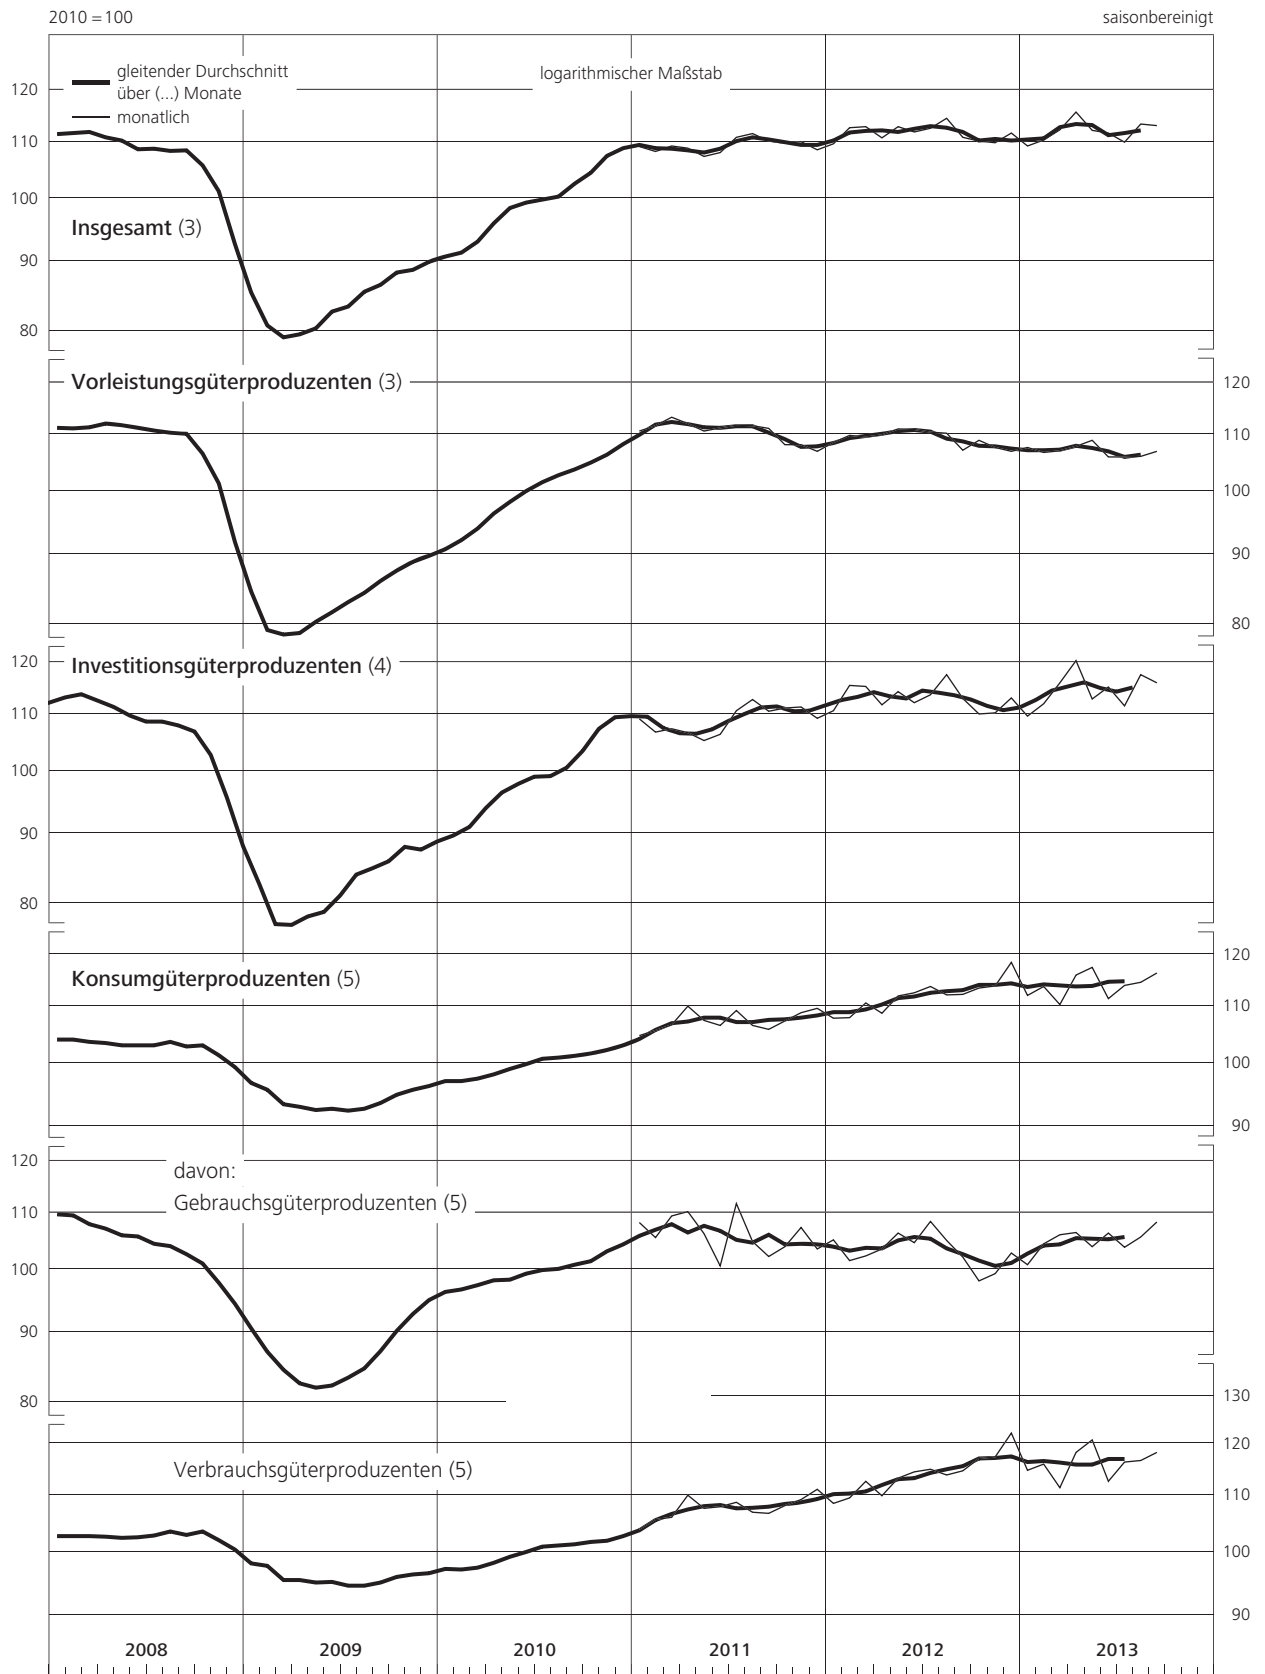 2010 = 100
saisonbereinigt
gleitender Durchschnitt
über (...) Monate
monatlich
logarithmischer Maßstab
120
110
100
90
80
Insgesamt (3)
Vorleistungsgüterproduzenten (3)
120
110
100
90
80
Investitionsgüterproduzenten (4)
120
110
100
90
80
Konsumgüterproduzenten (5)
120
110
100
90
davon:
Gebrauchsgüterproduzenten (5)
120
110
100
90
80
Verbrauchsgüterproduzenten (5)
130
120
110
100
90
2008 2009 2010 2011 2012 2013